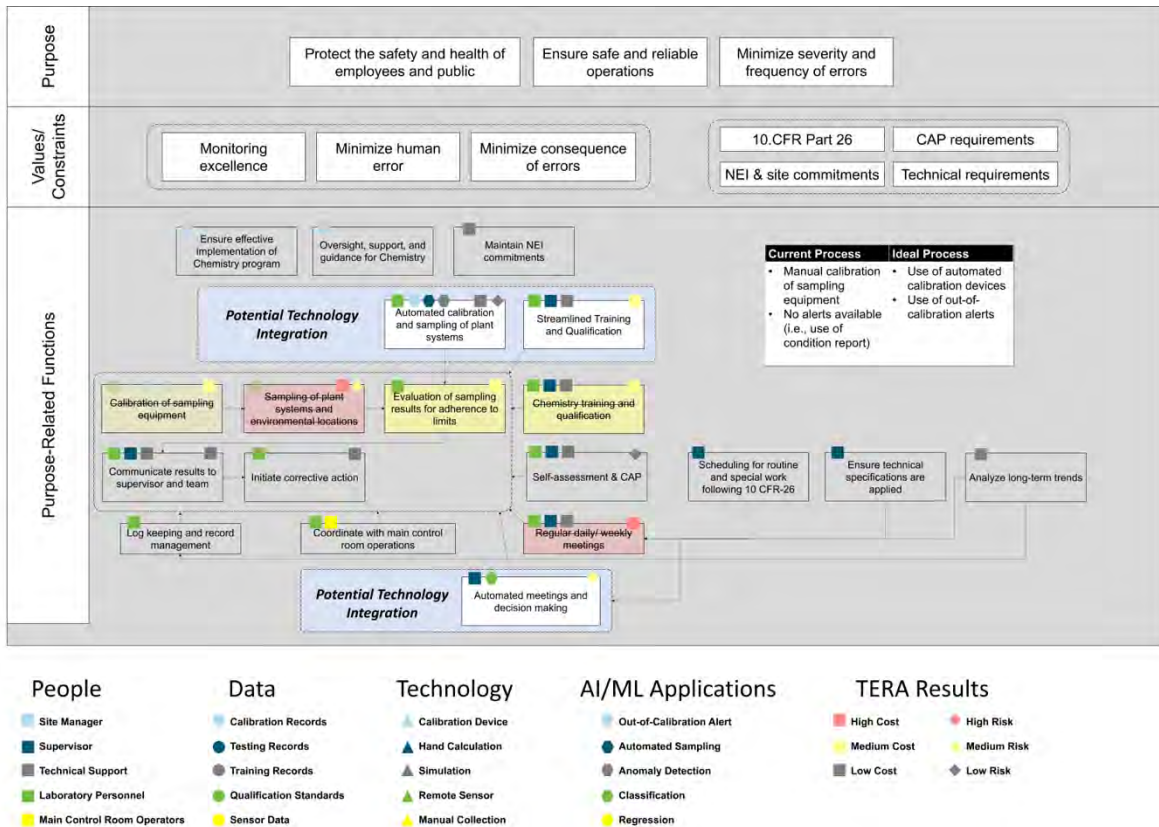 Purpose
Protect the safety and health of
employees and public
Ensure safe and reliable
operations
Minimize severity and
frequency of errors
Values/
Constraints
Monitoring
excellence
Minimize human
error
Minimize consequence
of errors
10.CFR Part 26
CAP requirements
NEI & site commitments
Technical requirements
Purpose-Related Functions
Ensure effective
implementation of
Chemistry program
Oversight, support, and
guidance for Chemistry
Maintain NEI
commitments
Current Process
• Manual calibration
of sampling
equipment
• No alerts available
(i.e., use of
condition report)
Ideal Process
• Use of automated
calibration devices
• Use of out-of-
calibration alerts
Potential Technology
Integration
Automated calibration
and sampling of plant
systems
Streamlined Training
and Qualification
Calibration of sampling
equipment
Sampling of plant
systems and
environmental locations
Evaluation of sampling
results for adherence to
limits
Chemistry training and
qualification
Communicate results to
supervisor and team
Initiate corrective action
Self-assessment & CAP
Scheduling for routine
and special work
following 10 CFR-26
Ensure technical
specifications are
applied
Analyze long-term trends
Log keeping and record
management
Coordinate with main control
room operations
Regular daily/ weekly
meetings
Potential Technology
Integration
Automated meetings and
decision making
People
Site Manager
Supervisor
Technical Support
Laboratory Personnel
Main Control Room Operators
Data
Calibration Records
Testing Records
Training Records
Qualification Standards
Sensor Data
Technology
Calibration Device
Hand Calculation
Simulation
Remote Sensor
Manual Collection
AI/ML Applications
Out-of-Calibration Alert
Automated Sampling
Anomaly Detection
Classification
Regression
TERA Results
High Cost
Medium Cost
Low Cost
High Risk
Medium Risk
Low Risk